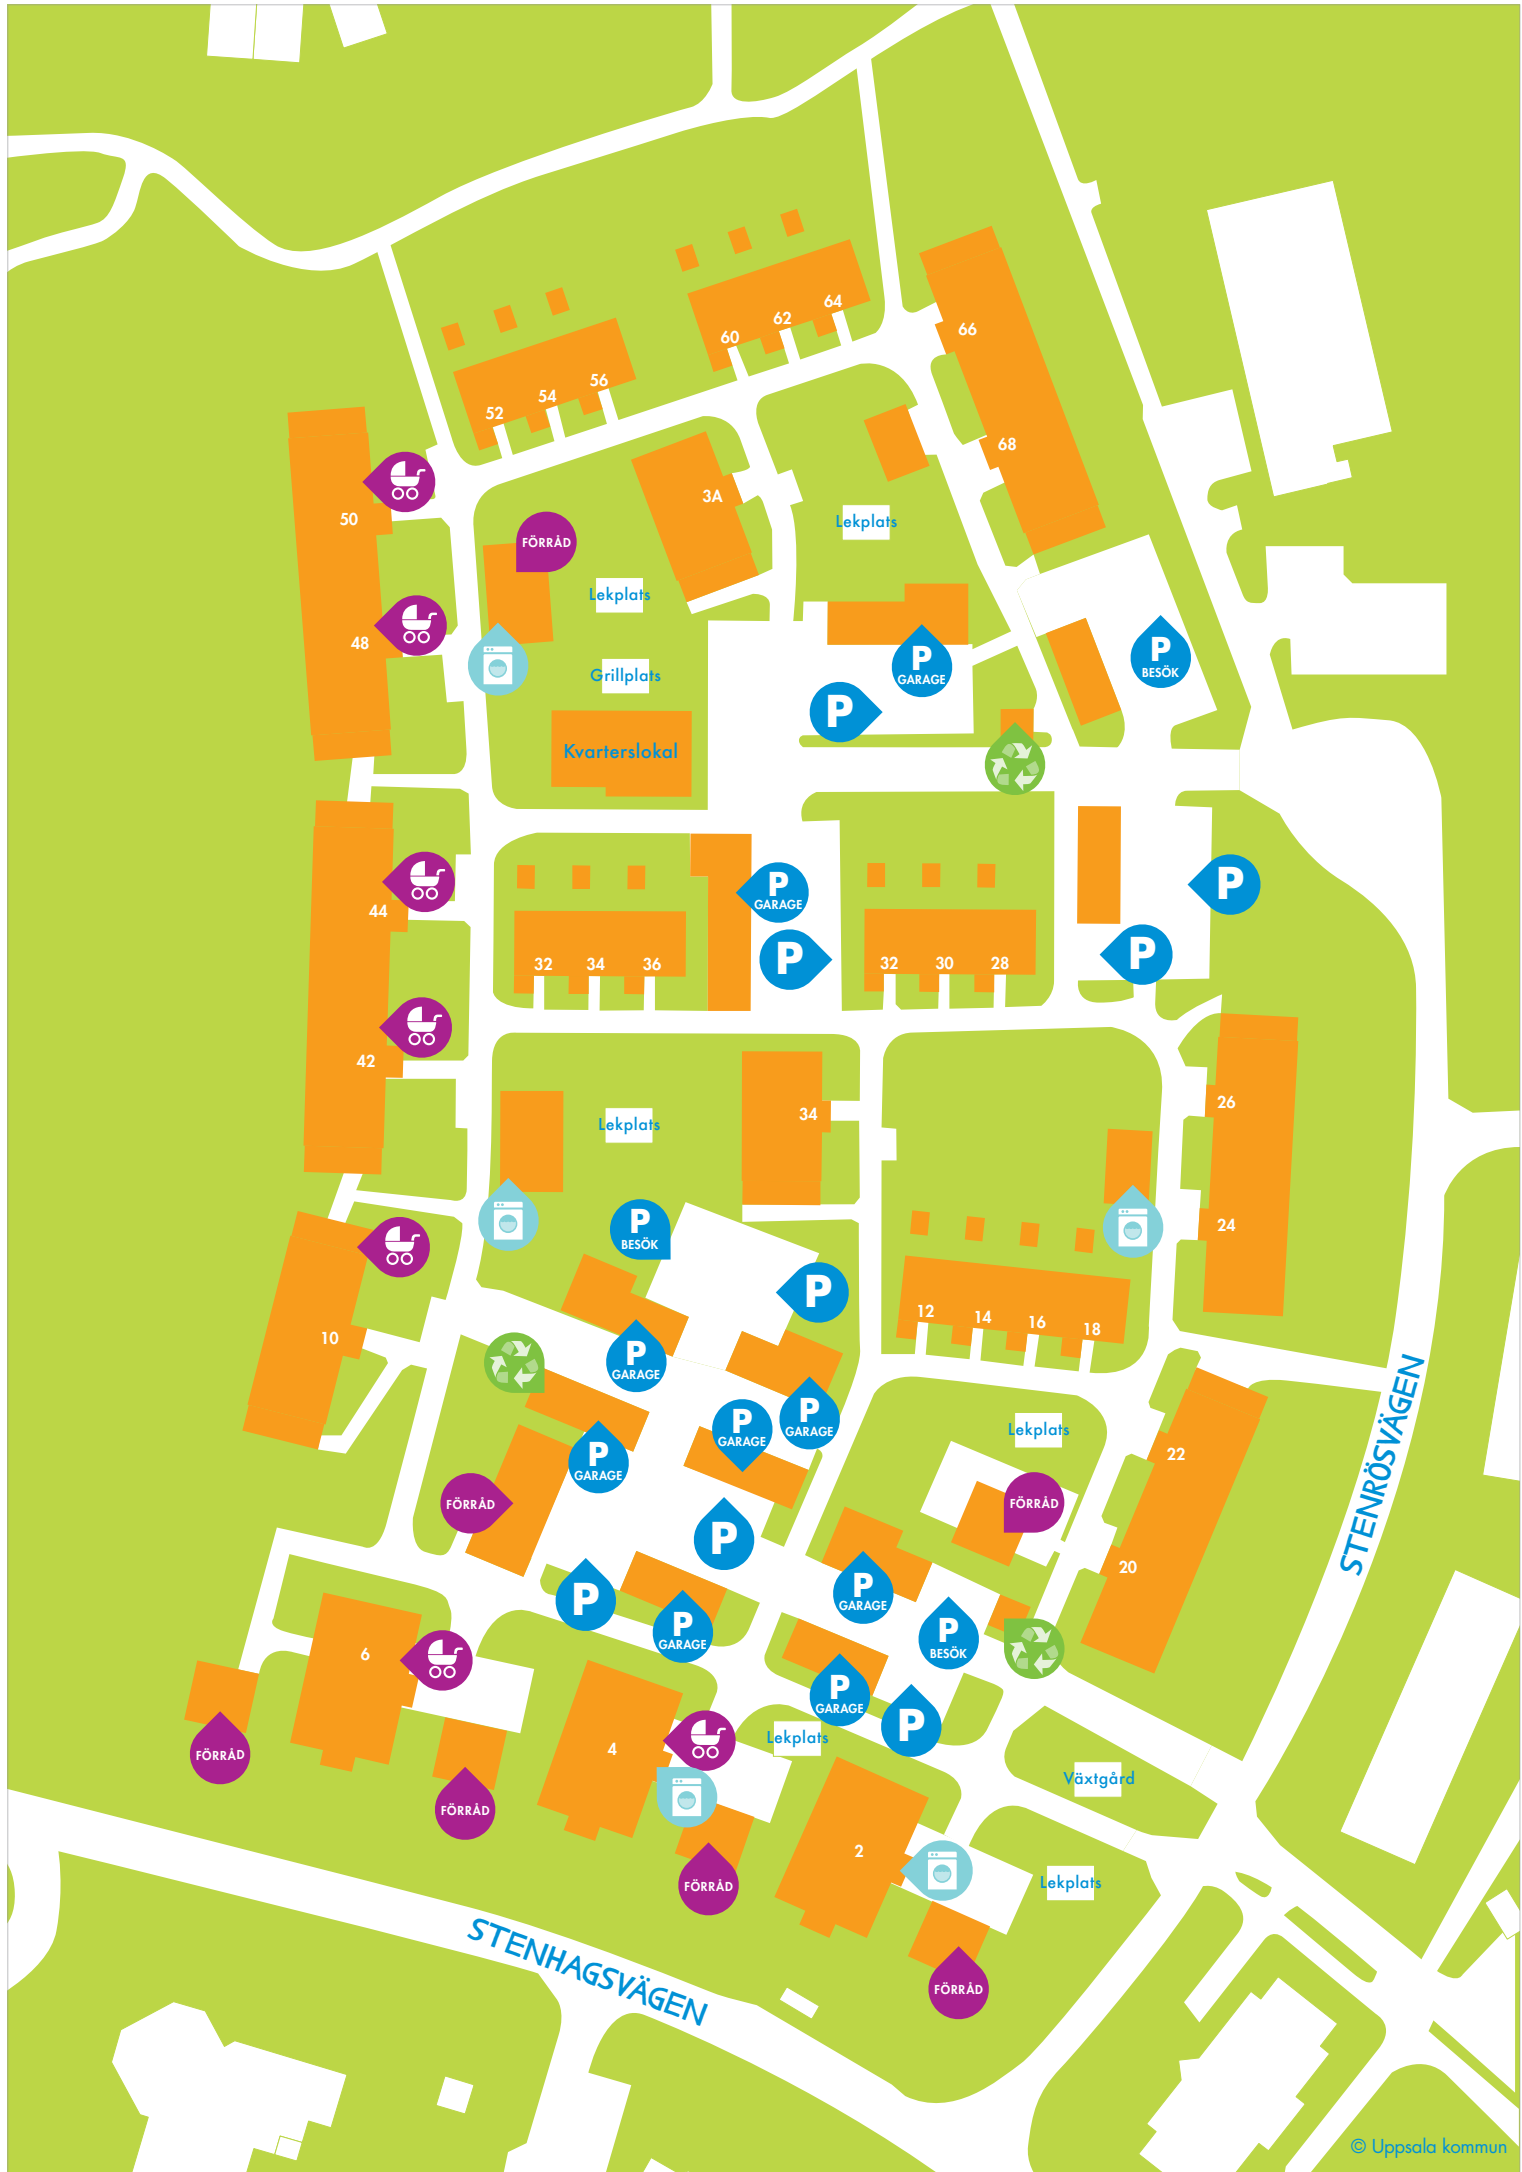 64
62
60
66
56
54
52
68
3A
50
Lekplats
FÖRRÅD
Lekplats
48
P
BESÖK
P
GARAGE
Grillplats
P
Kvarterslokal
P
GARAGE
P
44
P
P
32
34
36
32
30
28
42
26
34
Lekplats
24
P
BESÖK
P
12
14
16
18
10
P
GARAGE
P
GARAGE
P
GARAGE
Lekplats
P
GARAGE
22
STENRÖSVÄGEN
FÖRRÅD
FÖRRÅD
P
20
P
GARAGE
P
P
GARAGE
P
BESÖK
6
P
GARAGE
P
Lekplats
4
FÖRRÅD
Växtgård
FÖRRÅD
2
FÖRRÅD
Lekplats
STENHAGSVÄGEN
FÖRRÅD
© Uppsala kommun